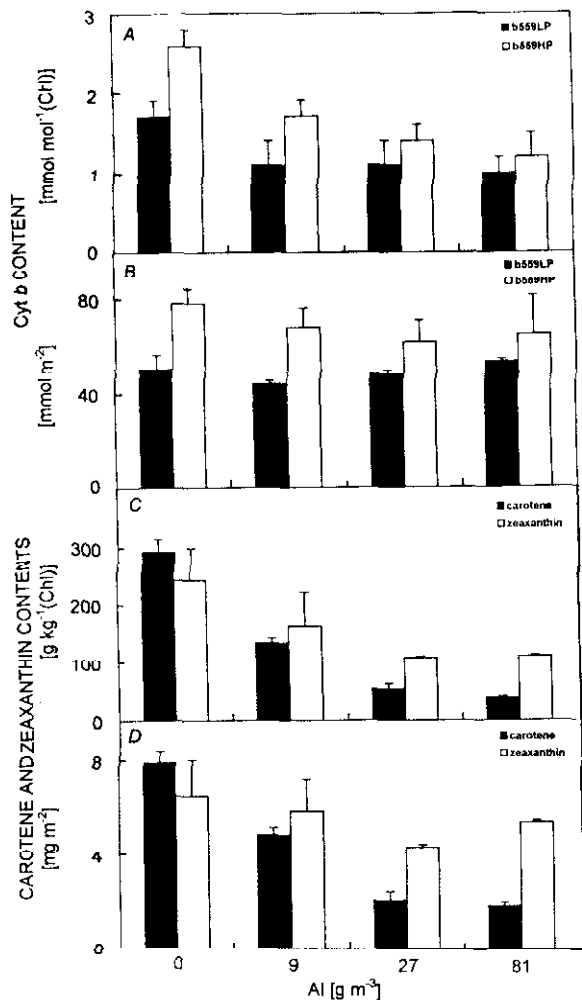 A
b559LP
b559HP
3
2
1
0
[mmol mol⁻¹(Chl)]
Cyt b CONTENT
B
b559LP
b559HP
80
40
0
[mmol m⁻²]
C
carotene
zeaxanthin
300
200
100
0
[g kg⁻¹(Chl)]
CAROTENE AND ZEAXANTHIN CONTENTS
D
carotene
zeaxanthin
8
4
0
[mg m⁻²]
0 9 27 81
Al [g m⁻³]